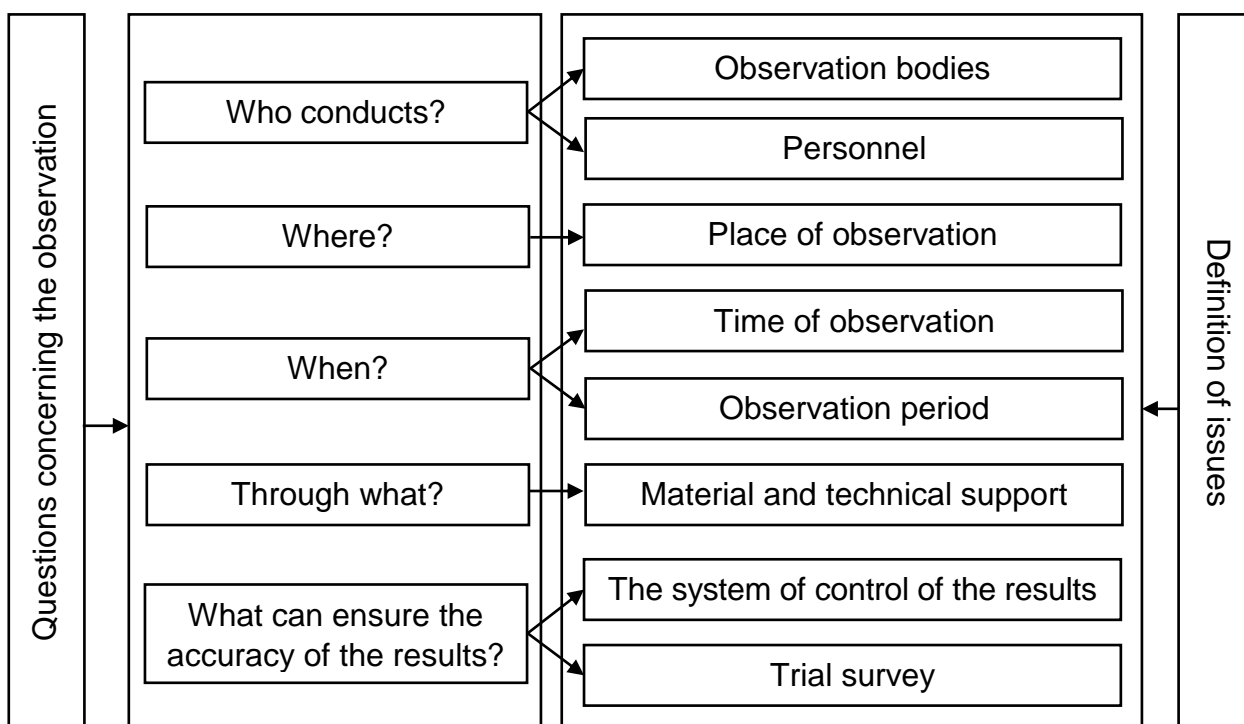 Questions concerning the observation
Who conducts?
Observation bodies
Personnel
Where?
Place of observation
When?
Time of observation
Observation period
Through what?
Material and technical support
What can ensure the
accuracy of the results?
The system of control of the results
Trial survey
Definition of issues